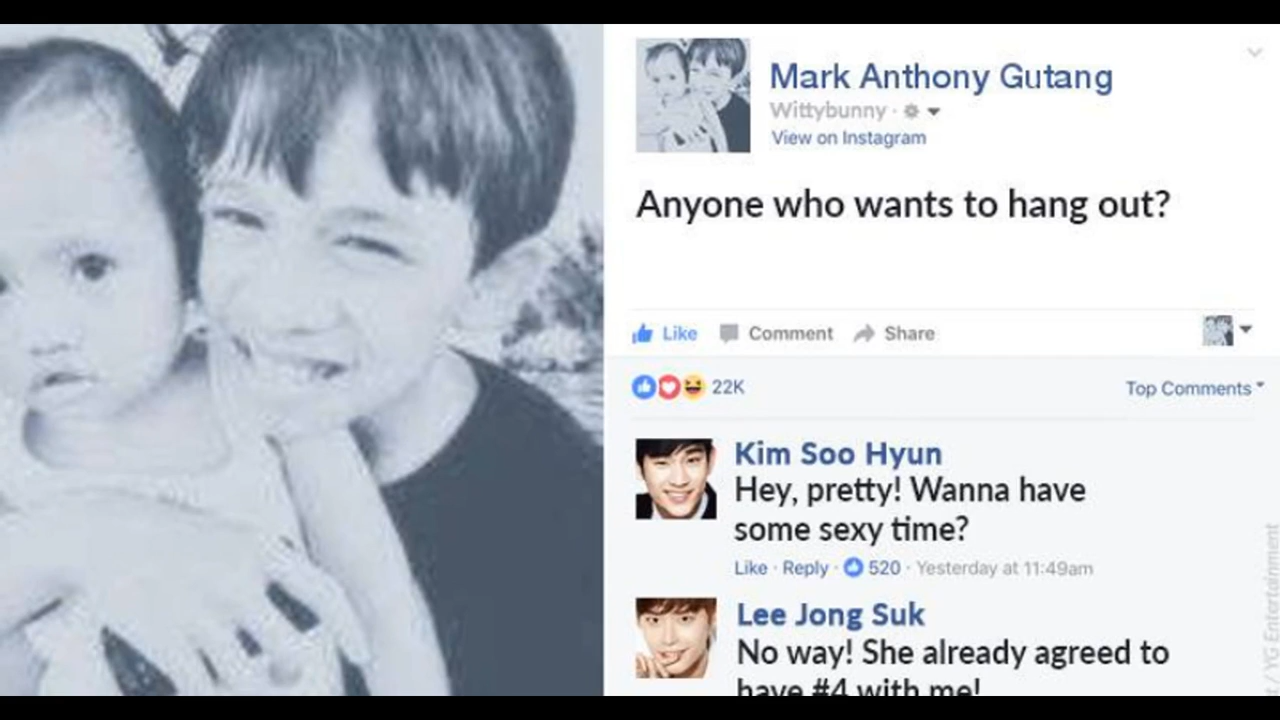 Mark Anthony Gutang
Wittybunny
View on Instagram
Anyone who wants to hang out?
Like Comment Share
22K
Top Comments
Kim Soo Hyun
Hey, pretty! Wanna have
some sexy time?
Like · Reply · 520 · Yesterday at 11:49am
Lee Jong Suk
No way! She already agreed to
have #4 with me!
/ YG Entertainment